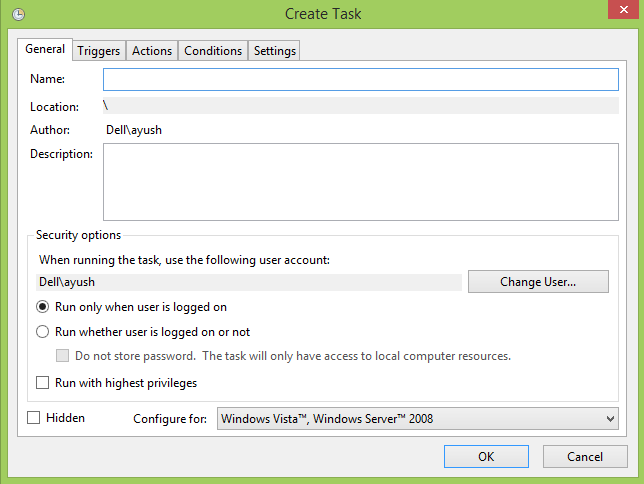 Create Task
General Triggers Actions Conditions Settings
Name:
Location: \
Author: Dell\ayush
Description:
Security options
When running the task, use the following user account:
Dell\ayush Change User...
Run only when user is logged on
Run whether user is logged on or not
Do not store password. The task will only have access to local computer resources.
Run with highest privileges
Hidden Configure for: Windows Vista™, Windows Server™ 2008
OK Cancel